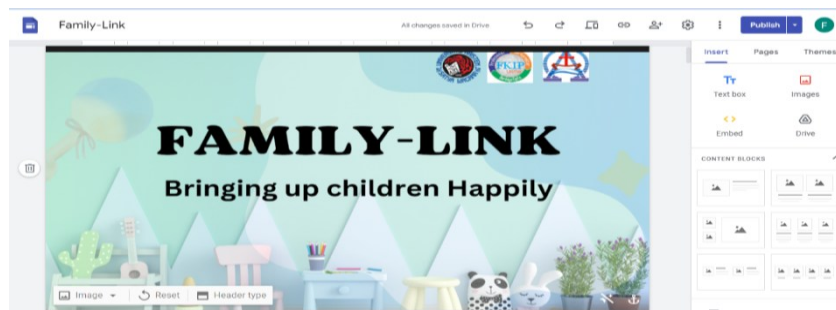 Family-Link
All changes saved in Drive
Publish
F
Insert
Pages
Themes
Text box
Images
Embed
Drive
CONTENT BLOCKS
FKIP
FAMILY-LINK
Bringing up children Happily
Image
Reset
Header type